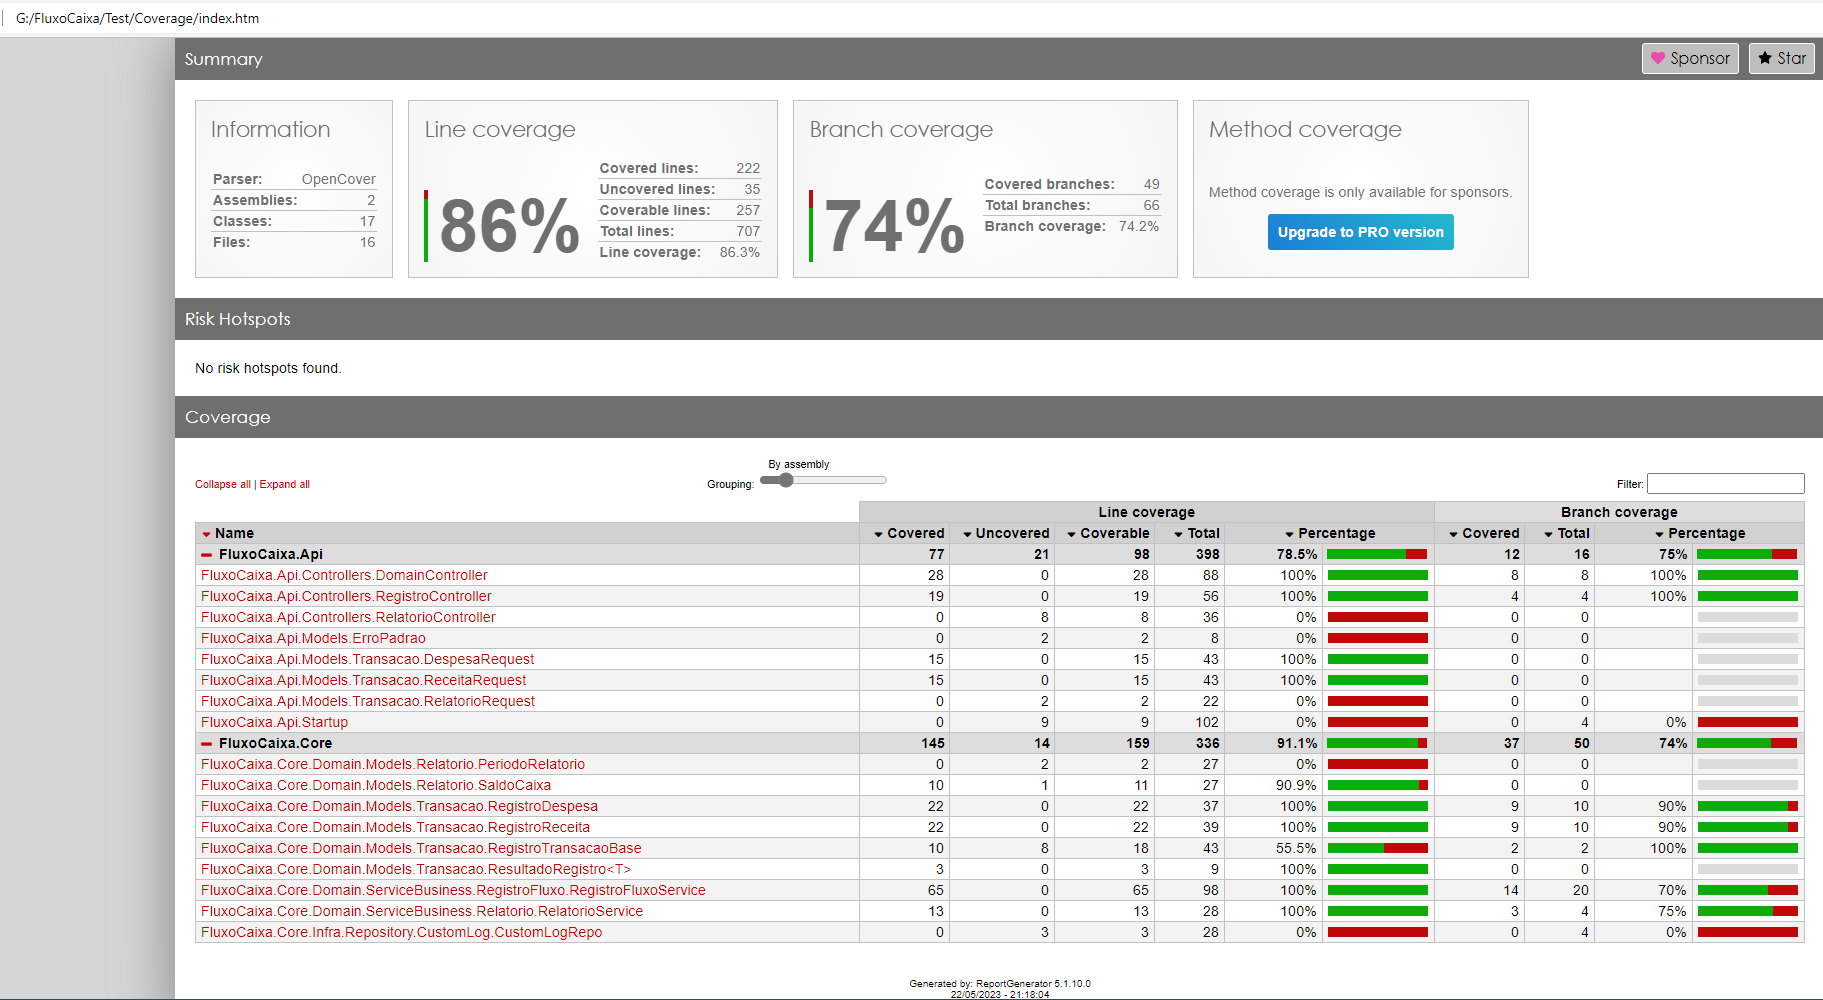 G:/FluxoCaixa/Test/Coverage/index.htm
Summary
Sponsor
Star
Information
Parser: OpenCover
Assemblies: 2
Classes: 17
Files: 16
Line coverage
86%
Covered lines: 222
Uncovered lines: 35
Coverable lines: 257
Total lines: 707
Line coverage: 86.3%
Branch coverage
74%
Covered branches: 49
Total branches: 66
Branch coverage: 74.2%
Method coverage
Method coverage is only available for sponsors.
Upgrade to PRO version
Risk Hotspots
No risk hotspots found.
Coverage
Collapse all | Expand all
By assembly
Grouping:
Filter:
Line coverage Branch coverage
Name Covered Uncovered Coverable Total Percentage Covered Total Percentage
FluxoCaixa.Api 77 21 98 398 78.5% 12 16 75%
FluxoCaixa.Api.Controllers.DomainController 28 0 28 88 100% 8 8 100%
FluxoCaixa.Api.Controllers.RegistroController 19 0 19 56 100% 4 4 100%
FluxoCaixa.Api.Controllers.RelatorioController 0 8 8 36 0% 0 0
FluxoCaixa.Api.Models.ErroPadrao 0 2 2 8 0% 0 0
FluxoCaixa.Api.Models.Transacao.DespesaRequest 15 0 15 43 100% 0 0
FluxoCaixa.Api.Models.Transacao.ReceitaRequest 15 0 15 43 100% 0 0
FluxoCaixa.Api.Models.Transacao.RelatorioRequest 0 2 2 22 0% 0 0
FluxoCaixa.Api.Startup 0 9 9 102 0% 0 4 0%
FluxoCaixa.Core 145 14 159 336 91.1% 37 50 74%
FluxoCaixa.Core.Domain.Models.Relatorio.PeriodoRelatorio 0 2 2 27 0% 0 0
FluxoCaixa.Core.Domain.Models.Relatorio.SaldoCaixa 10 1 11 27 90.9% 0 0
FluxoCaixa.Core.Domain.Models.Transacao.RegistroDespesa 22 0 22 37 100% 9 10 90%
FluxoCaixa.Core.Domain.Models.Transacao.RegistroReceita 22 0 22 39 100% 9 10 90%
FluxoCaixa.Core.Domain.Models.Transacao.RegistroTransacaoBase 10 8 18 43 55.5% 2 2 100%
FluxoCaixa.Core.Domain.Models.Transacao.ResultadoRegistro<T> 3 0 3 9 100% 0 0
FluxoCaixa.Core.Domain.ServiceBusiness.RegistroFluxo.RegistroFluxoService 65 0 65 98 100% 14 20 70%
FluxoCaixa.Core.Domain.ServiceBusiness.Relatorio.RelatorioService 13 0 13 28 100% 3 4 75%
FluxoCaixa.Core.Infra.Repository.CustomLog.CustomLogRepo 0 3 3 28 0% 0 4 0%
Generated by: ReportGenerator 5.1.10.0
22/05/2023 - 21:18:04